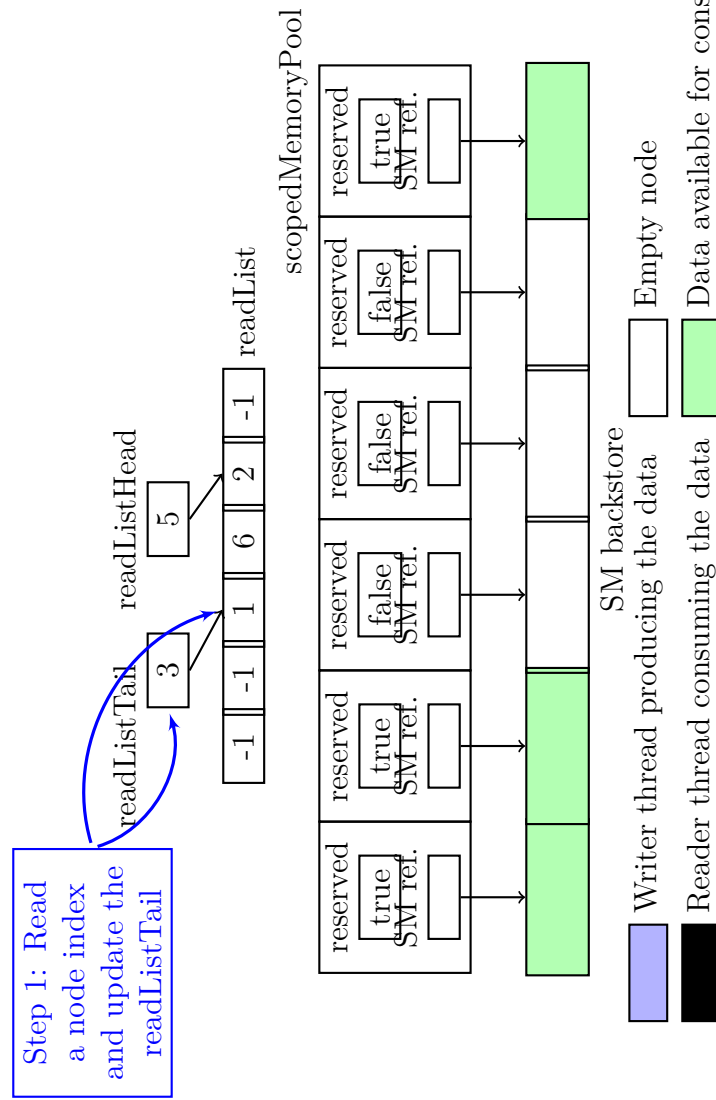 Step 1: Read
a node index
and update the
readListTail
readListTail
readListHead
3
5
-1
-1
1
6
2
-1
readList
scopedMemoryPool
reserved
reserved
reserved
reserved
reserved
reserved
true
true
false
false
false
true
SM ref.
SM ref.
SM ref.
SM ref.
SM ref.
SM ref.
SM backstore
Writer thread producing the data
Empty node
Reader thread consuming the data
Data available for